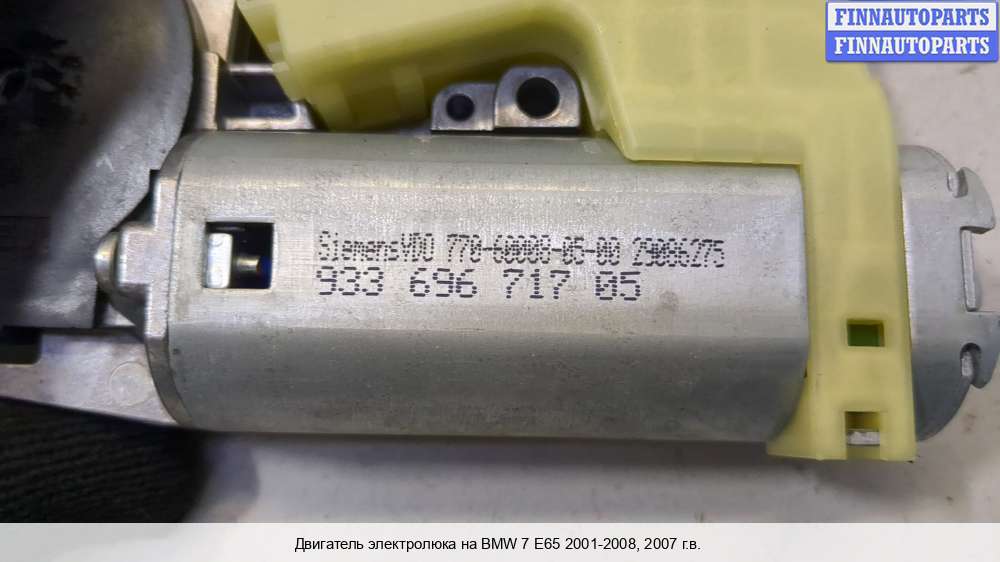 FINNAUTOPARTS
FINNAUTOPARTS
SiemensVDO 770-60008-05-00 29086275
933 696 717 05
Двигатель электролюка на BMW 7 E65 2001-2008, 2007 г.в.